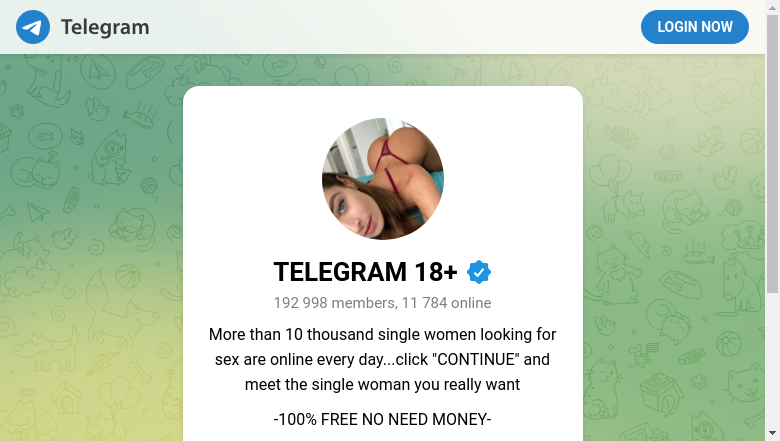 Telegram
LOGIN NOW
TELEGRAM 18+
192 998 members, 11 784 online
More than 10 thousand single women looking for
sex are online every day...click "CONTINUE" and
meet the single woman you really want
-100% FREE NO NEED MONEY-